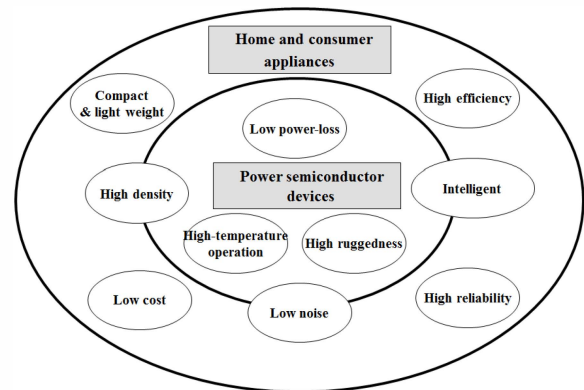 Home and consumer
appliances
Compact
& light weight
High efficiency
Low power-loss
High density
Power semiconductor
devices
Intelligent
High-temperature
operation
High ruggedness
Low cost
Low noise
High reliability